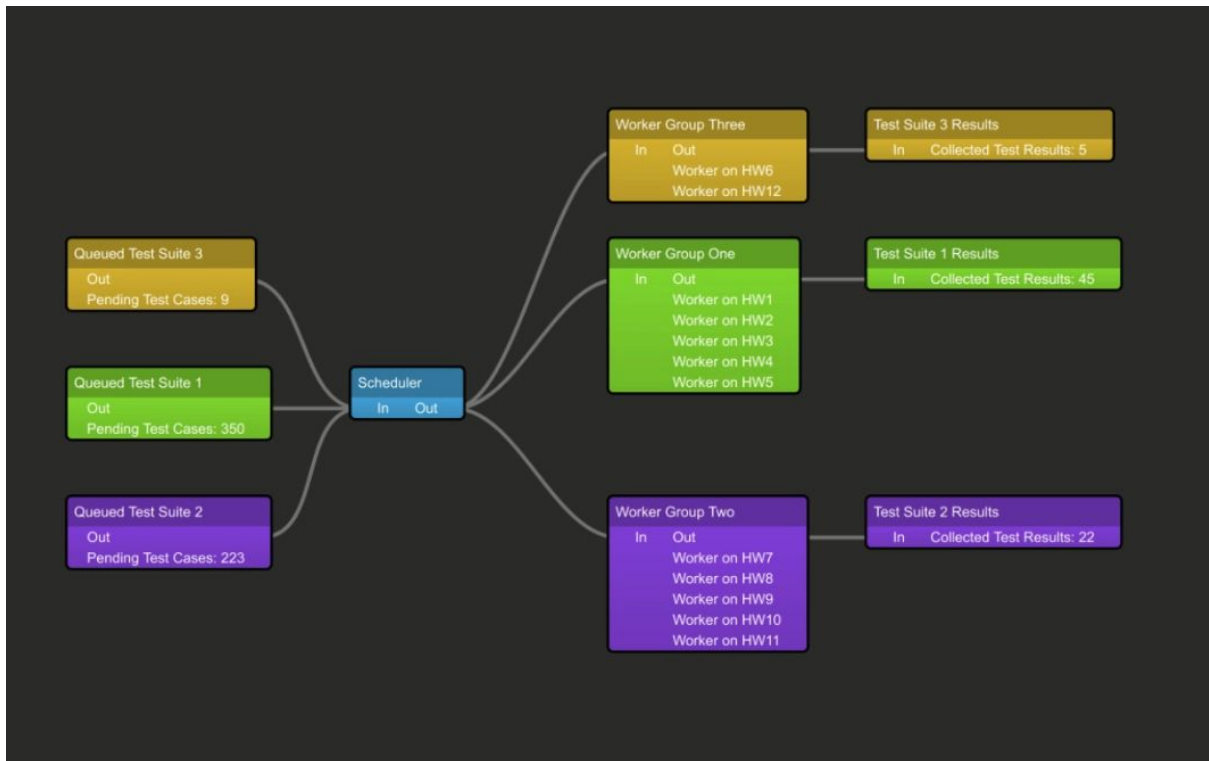 Queued Test Suite 3
Out
Pending Test Cases: 9
Queued Test Suite 1
Out
Pending Test Cases: 350
Queued Test Suite 2
Out
Pending Test Cases: 223
Scheduler
In Out
Worker Group Three
In Out
Worker on HW6
Worker on HW12
Test Suite 3 Results
In Collected Test Results: 5
Worker Group One
In Out
Worker on HW1
Worker on HW2
Worker on HW3
Worker on HW4
Worker on HW5
Test Suite 1 Results
In Collected Test Results: 45
Worker Group Two
In Out
Worker on HW7
Worker on HW8
Worker on HW9
Worker on HW10
Worker on HW11
Test Suite 2 Results
In Collected Test Results: 22